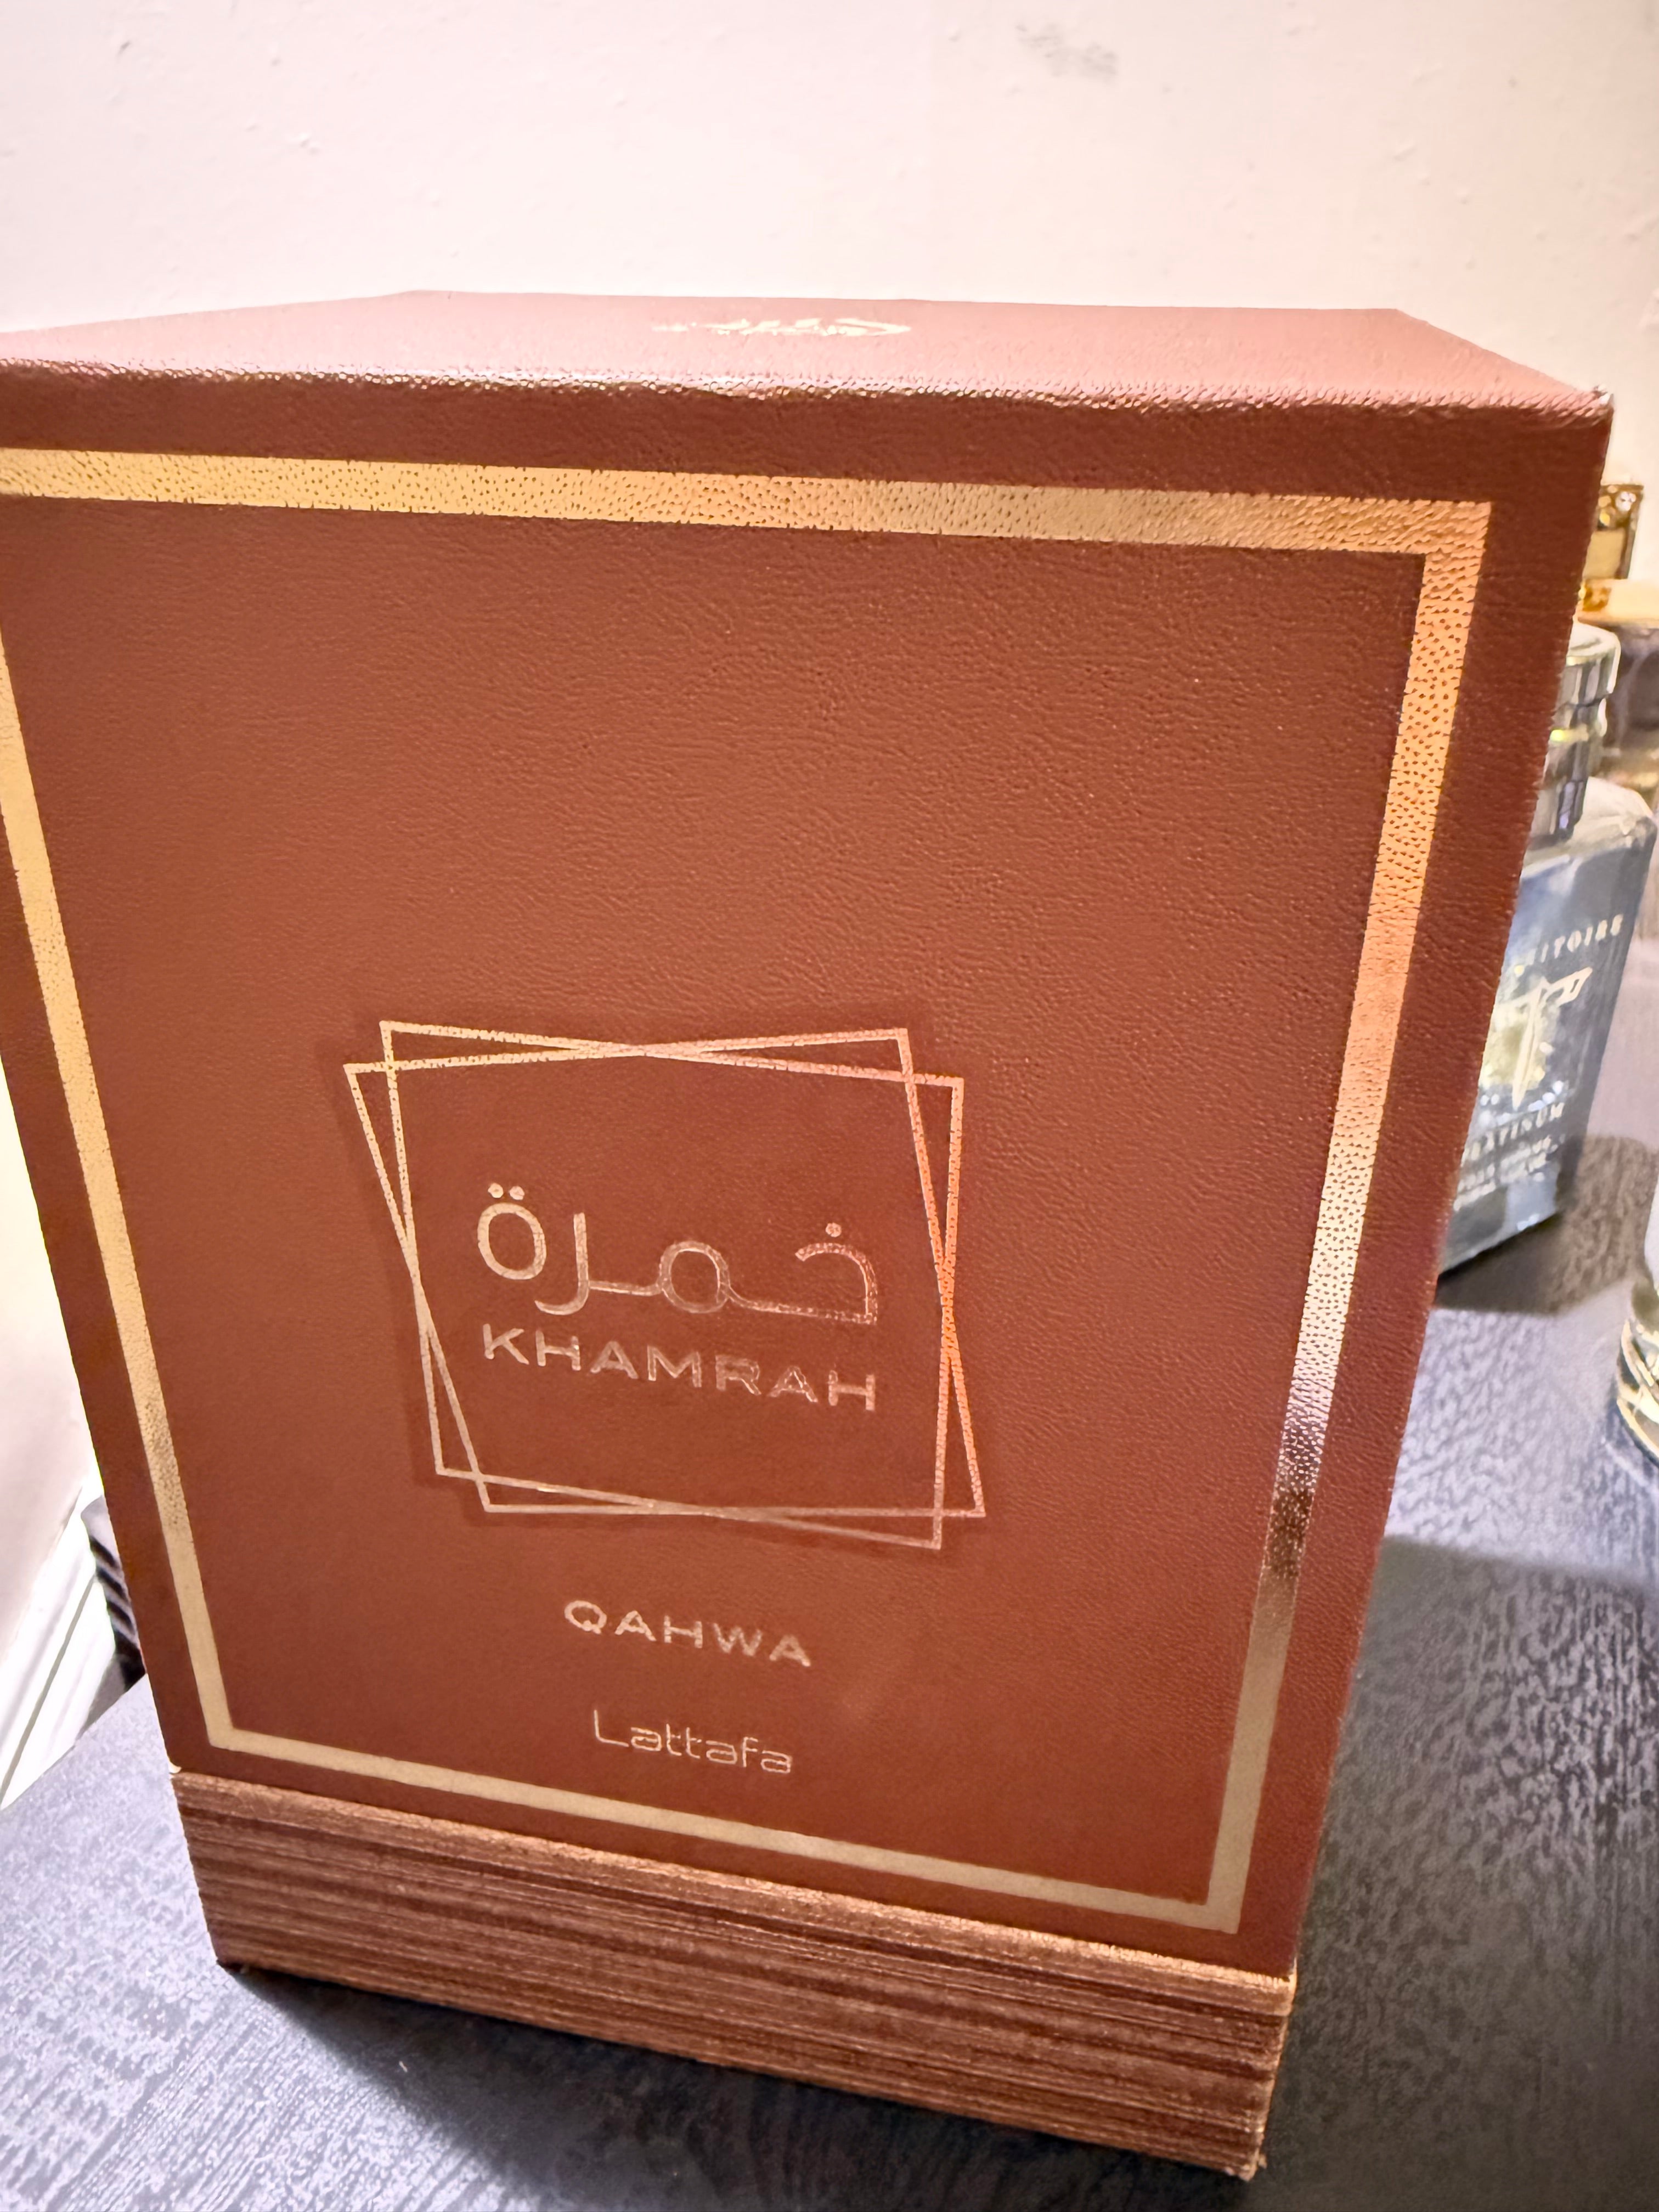 خمرة
KHAMRAH
QAHWA
Lattafa